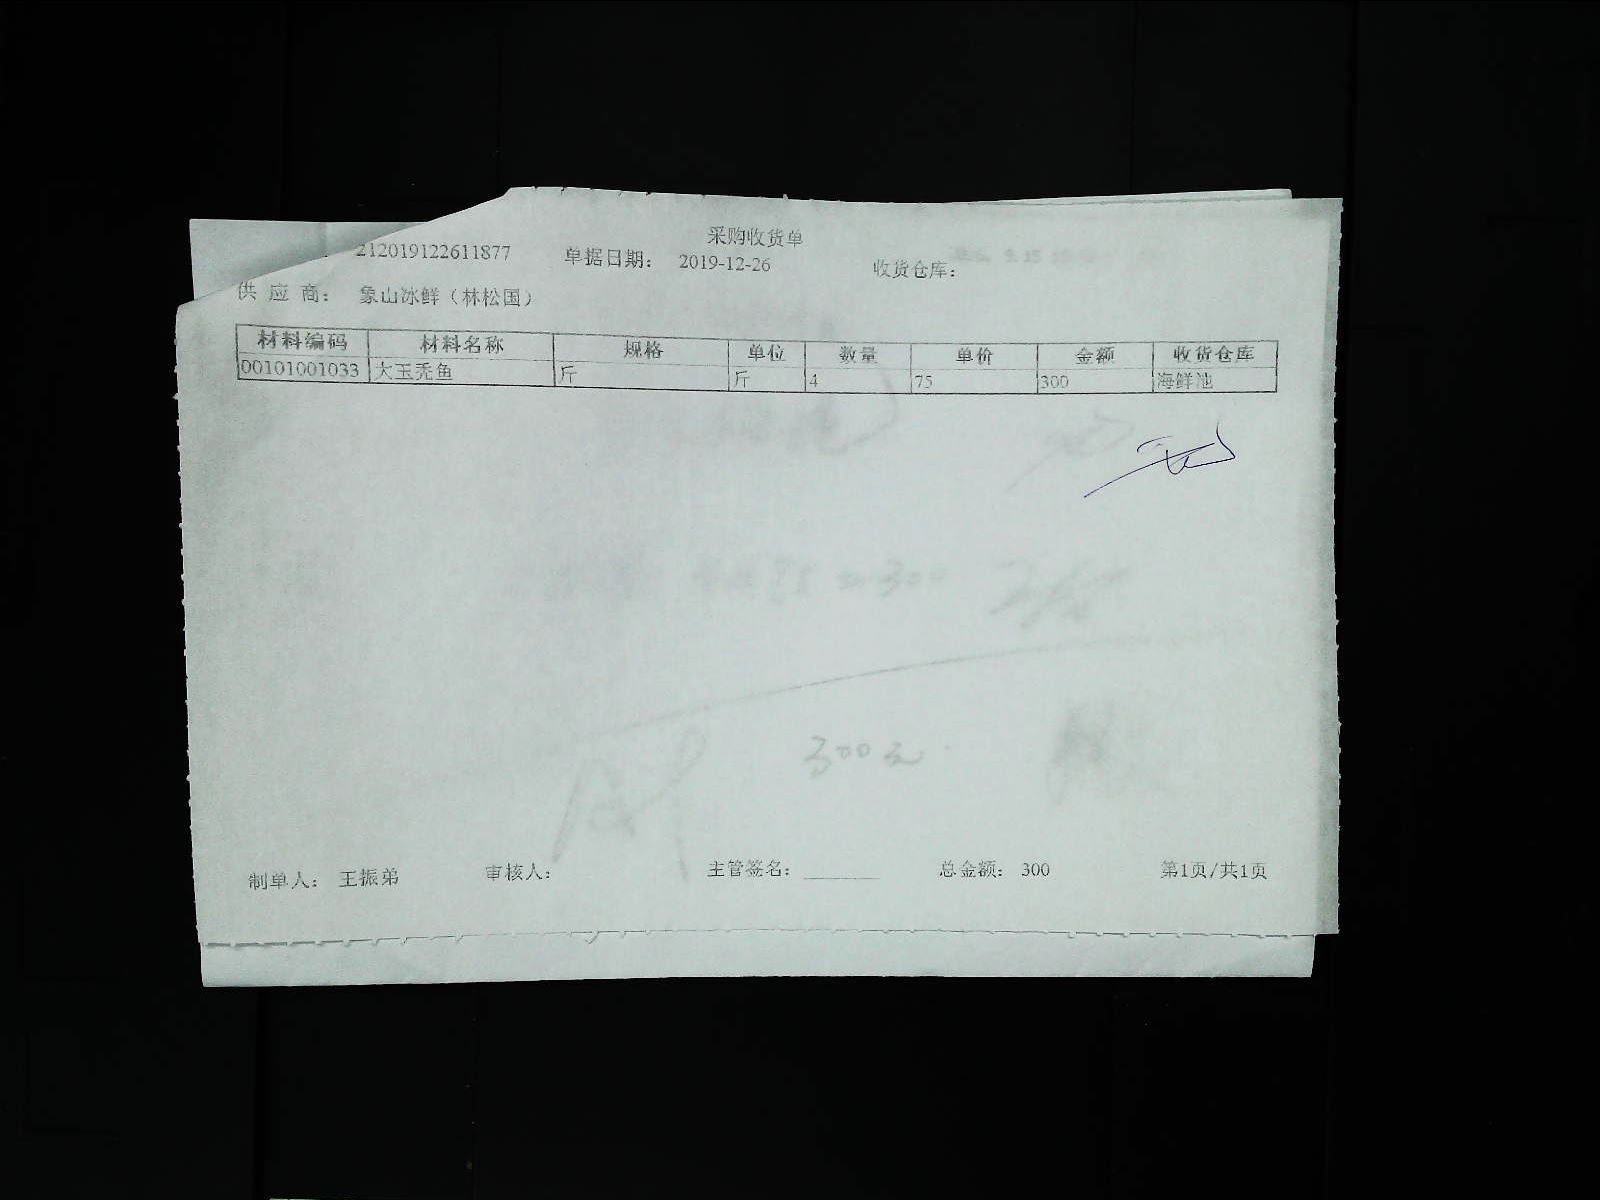 采购收货单
212019122611877 单据日期： 2019-12-26 收货仓库：
供 应 商： 象山冰鲜（林松国）
材料编码 材料名称 规格 单位 数量 单价 金额 收货仓库
00101001033 大玉秃鱼 斤 斤 4 75 300 海鲜池
300元
制单人： 王振弟 审核人： 主管签名： 总金额： 300 第1页/共1页